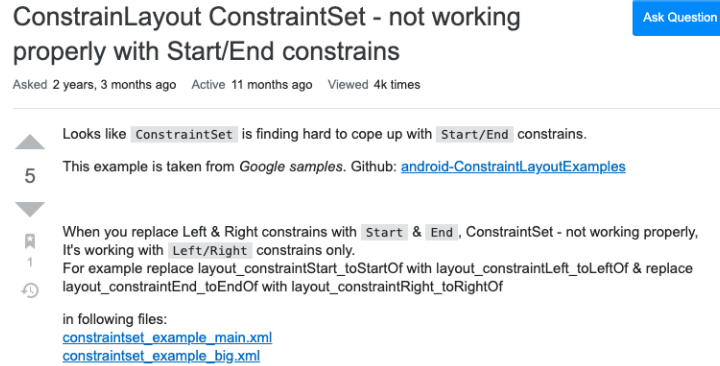 ConstrainLayout ConstraintSet - not working
properly with Start/End constrains
Ask Question
Asked 2 years, 3 months ago Active 11 months ago Viewed 4k times
Looks like ConstraintSet is finding hard to cope up with Start/End constrains.
This example is taken from Google samples. Github: android-ConstraintLayoutExamples
5
When you replace Left & Right constrains with Start & End , ConstraintSet - not working properly,
It's working with Left/Right constrains only.
1
For example replace layout_constraintStart_toStartOf with layout_constraintLeft_toLeftOf & replace
layout_constraintEnd_toEndOf with layout_constraintRight_toRightOf
in following files:
constraintset_example_main.xml
constraintset_example_big.xml